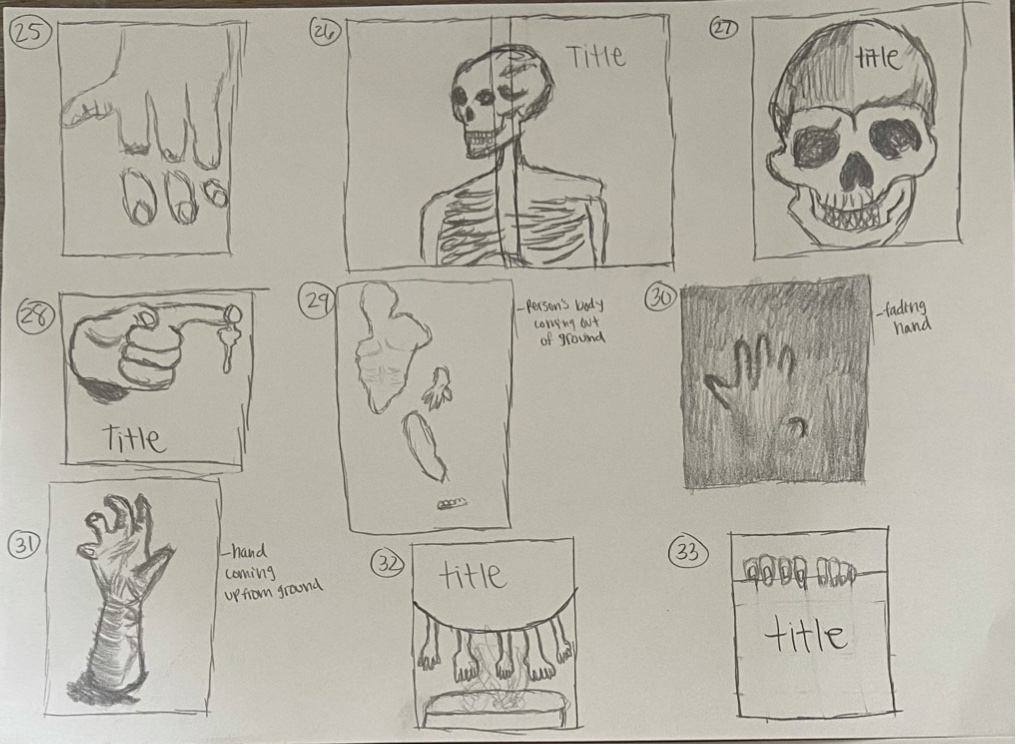 25
26
Title
27
title
28
Title
29
-Person's body
coming out
of ground
30
-fading
hand
31
-hand
coming
up from ground
32
title
33
title